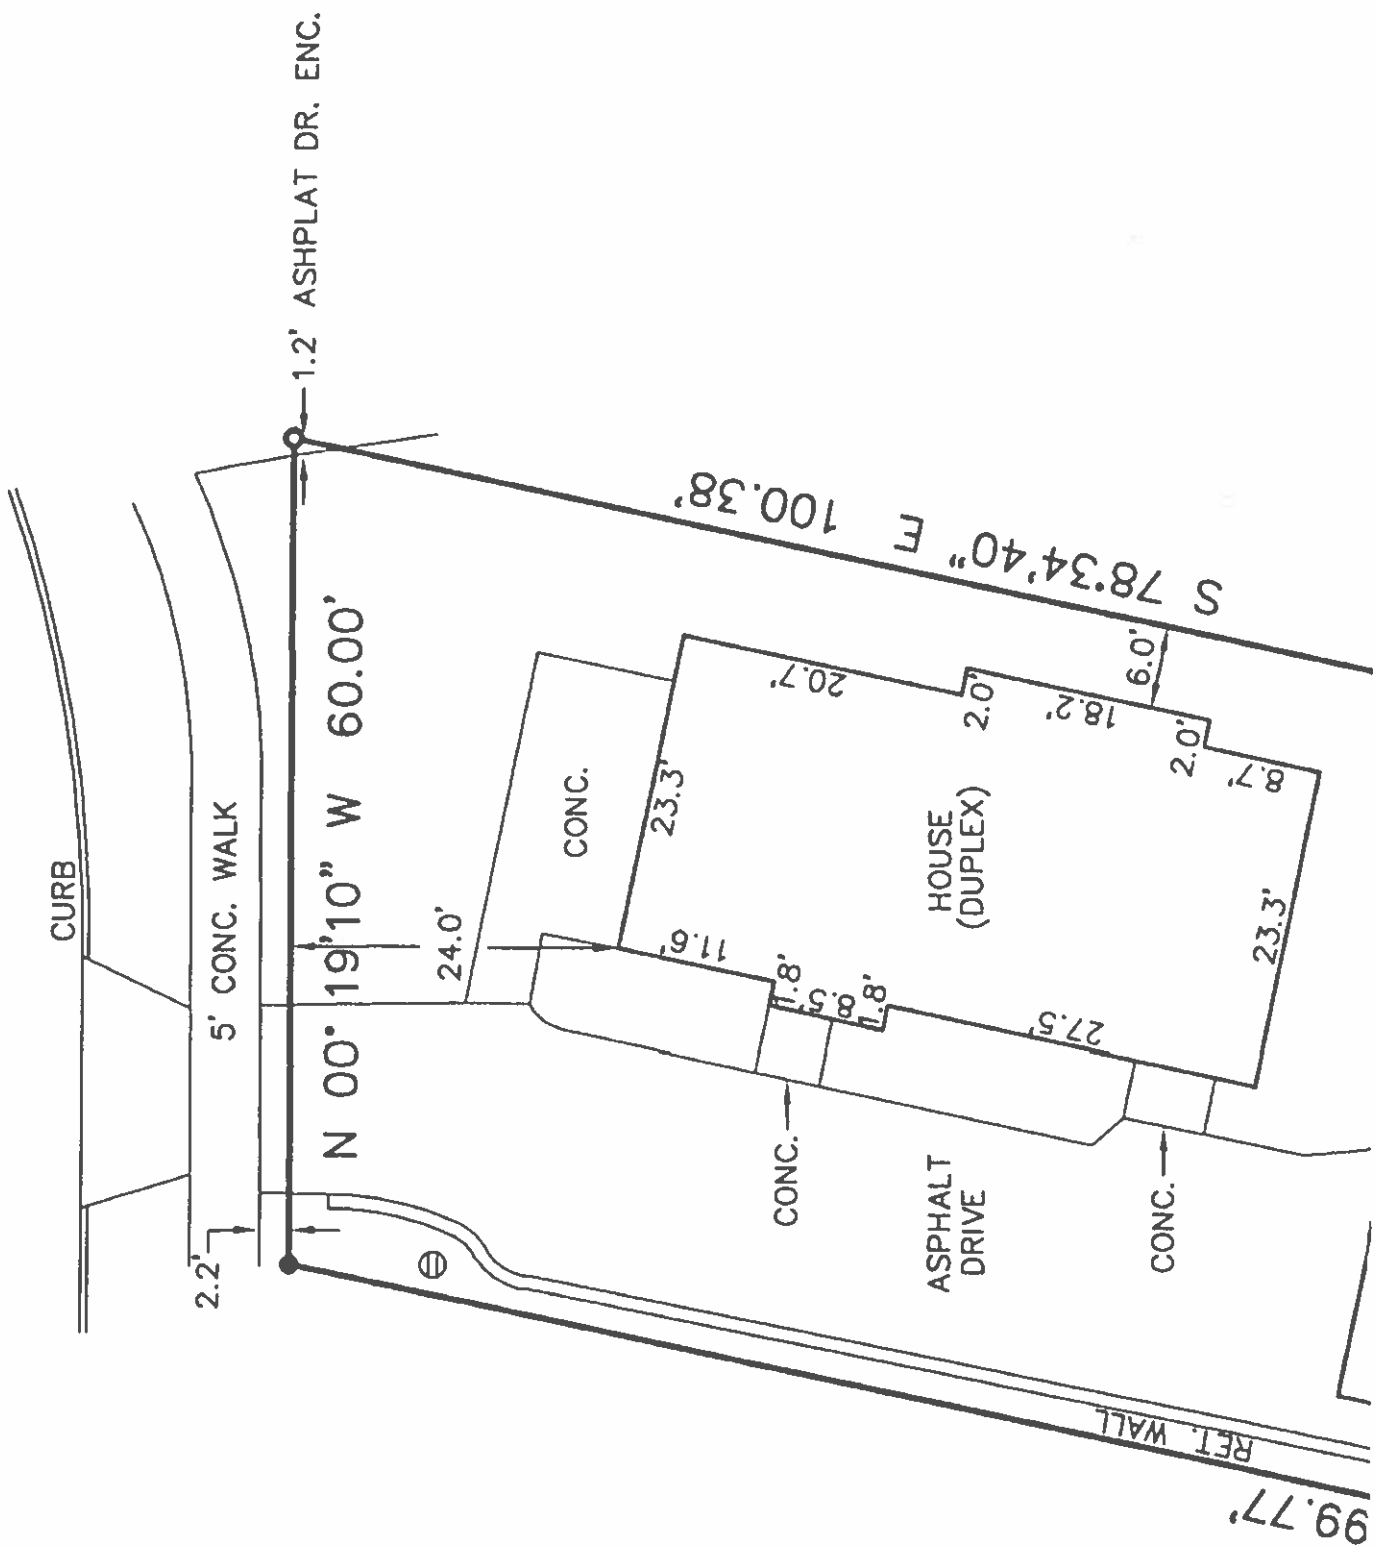 1.2' ASHPLAT DR. ENC.
CURB
5' CONC. WALK
2.2'
N 00° 19'10" W 60.00'
S 78°34'40" E 100.38'
24.0'
CONC.
23.3'
20.7'
2.0'
18.2'
6.0'
2.0'
8.7'
11.6'
1.8'
8.5'
1.8'
27.5'
HOUSE
(DUPLEX)
23.3'
CONC.
ASPHALT
DRIVE
CONC.
RET. WALL
99.77'